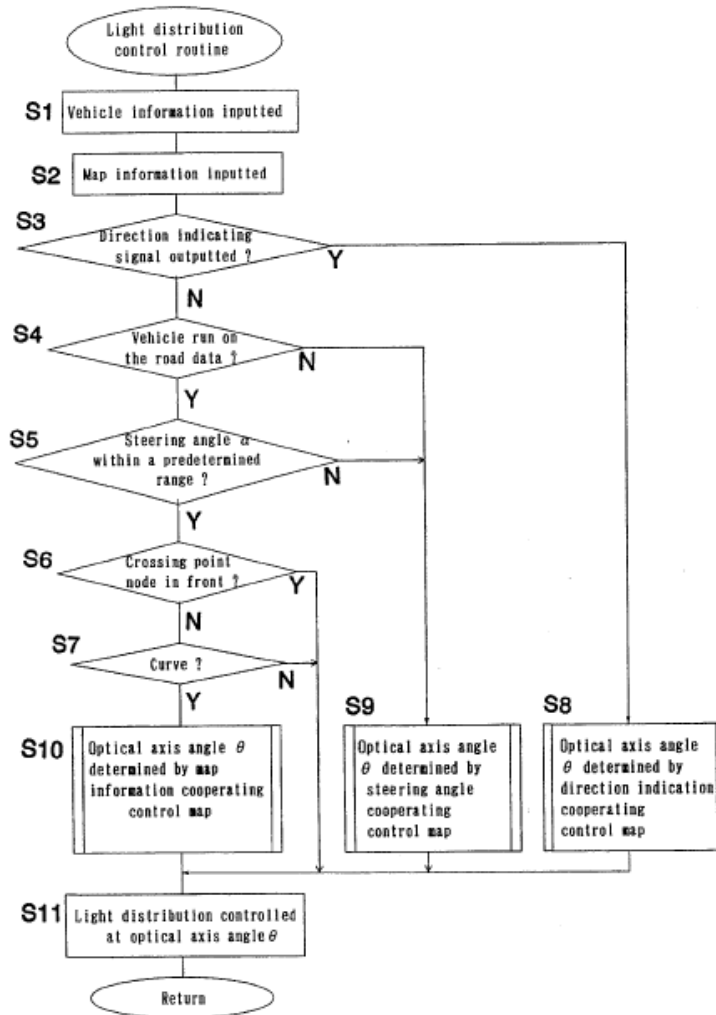 Light distribution
control routine
S1
Vehicle information inputted
S2
Map information inputted
S3
Direction indicating
signal outputted ?
Y
N
S4
Vehicle run on
the road data ?
N
Y
S5
Steering angle α
within a predetermined
range ?
N
Y
S6
Crossing point
node in front ?
Y
N
S7
Curve ?
N
Y
S10
Optical axis angle θ
determined by map
information cooperating
control map
S9
Optical axis angle
θ determined by
steering angle
cooperating
control map
S8
Optical axis angle
θ determined by
direction indication
cooperating
control map
S11
Light distribution controlled
at optical axis angle θ
Return